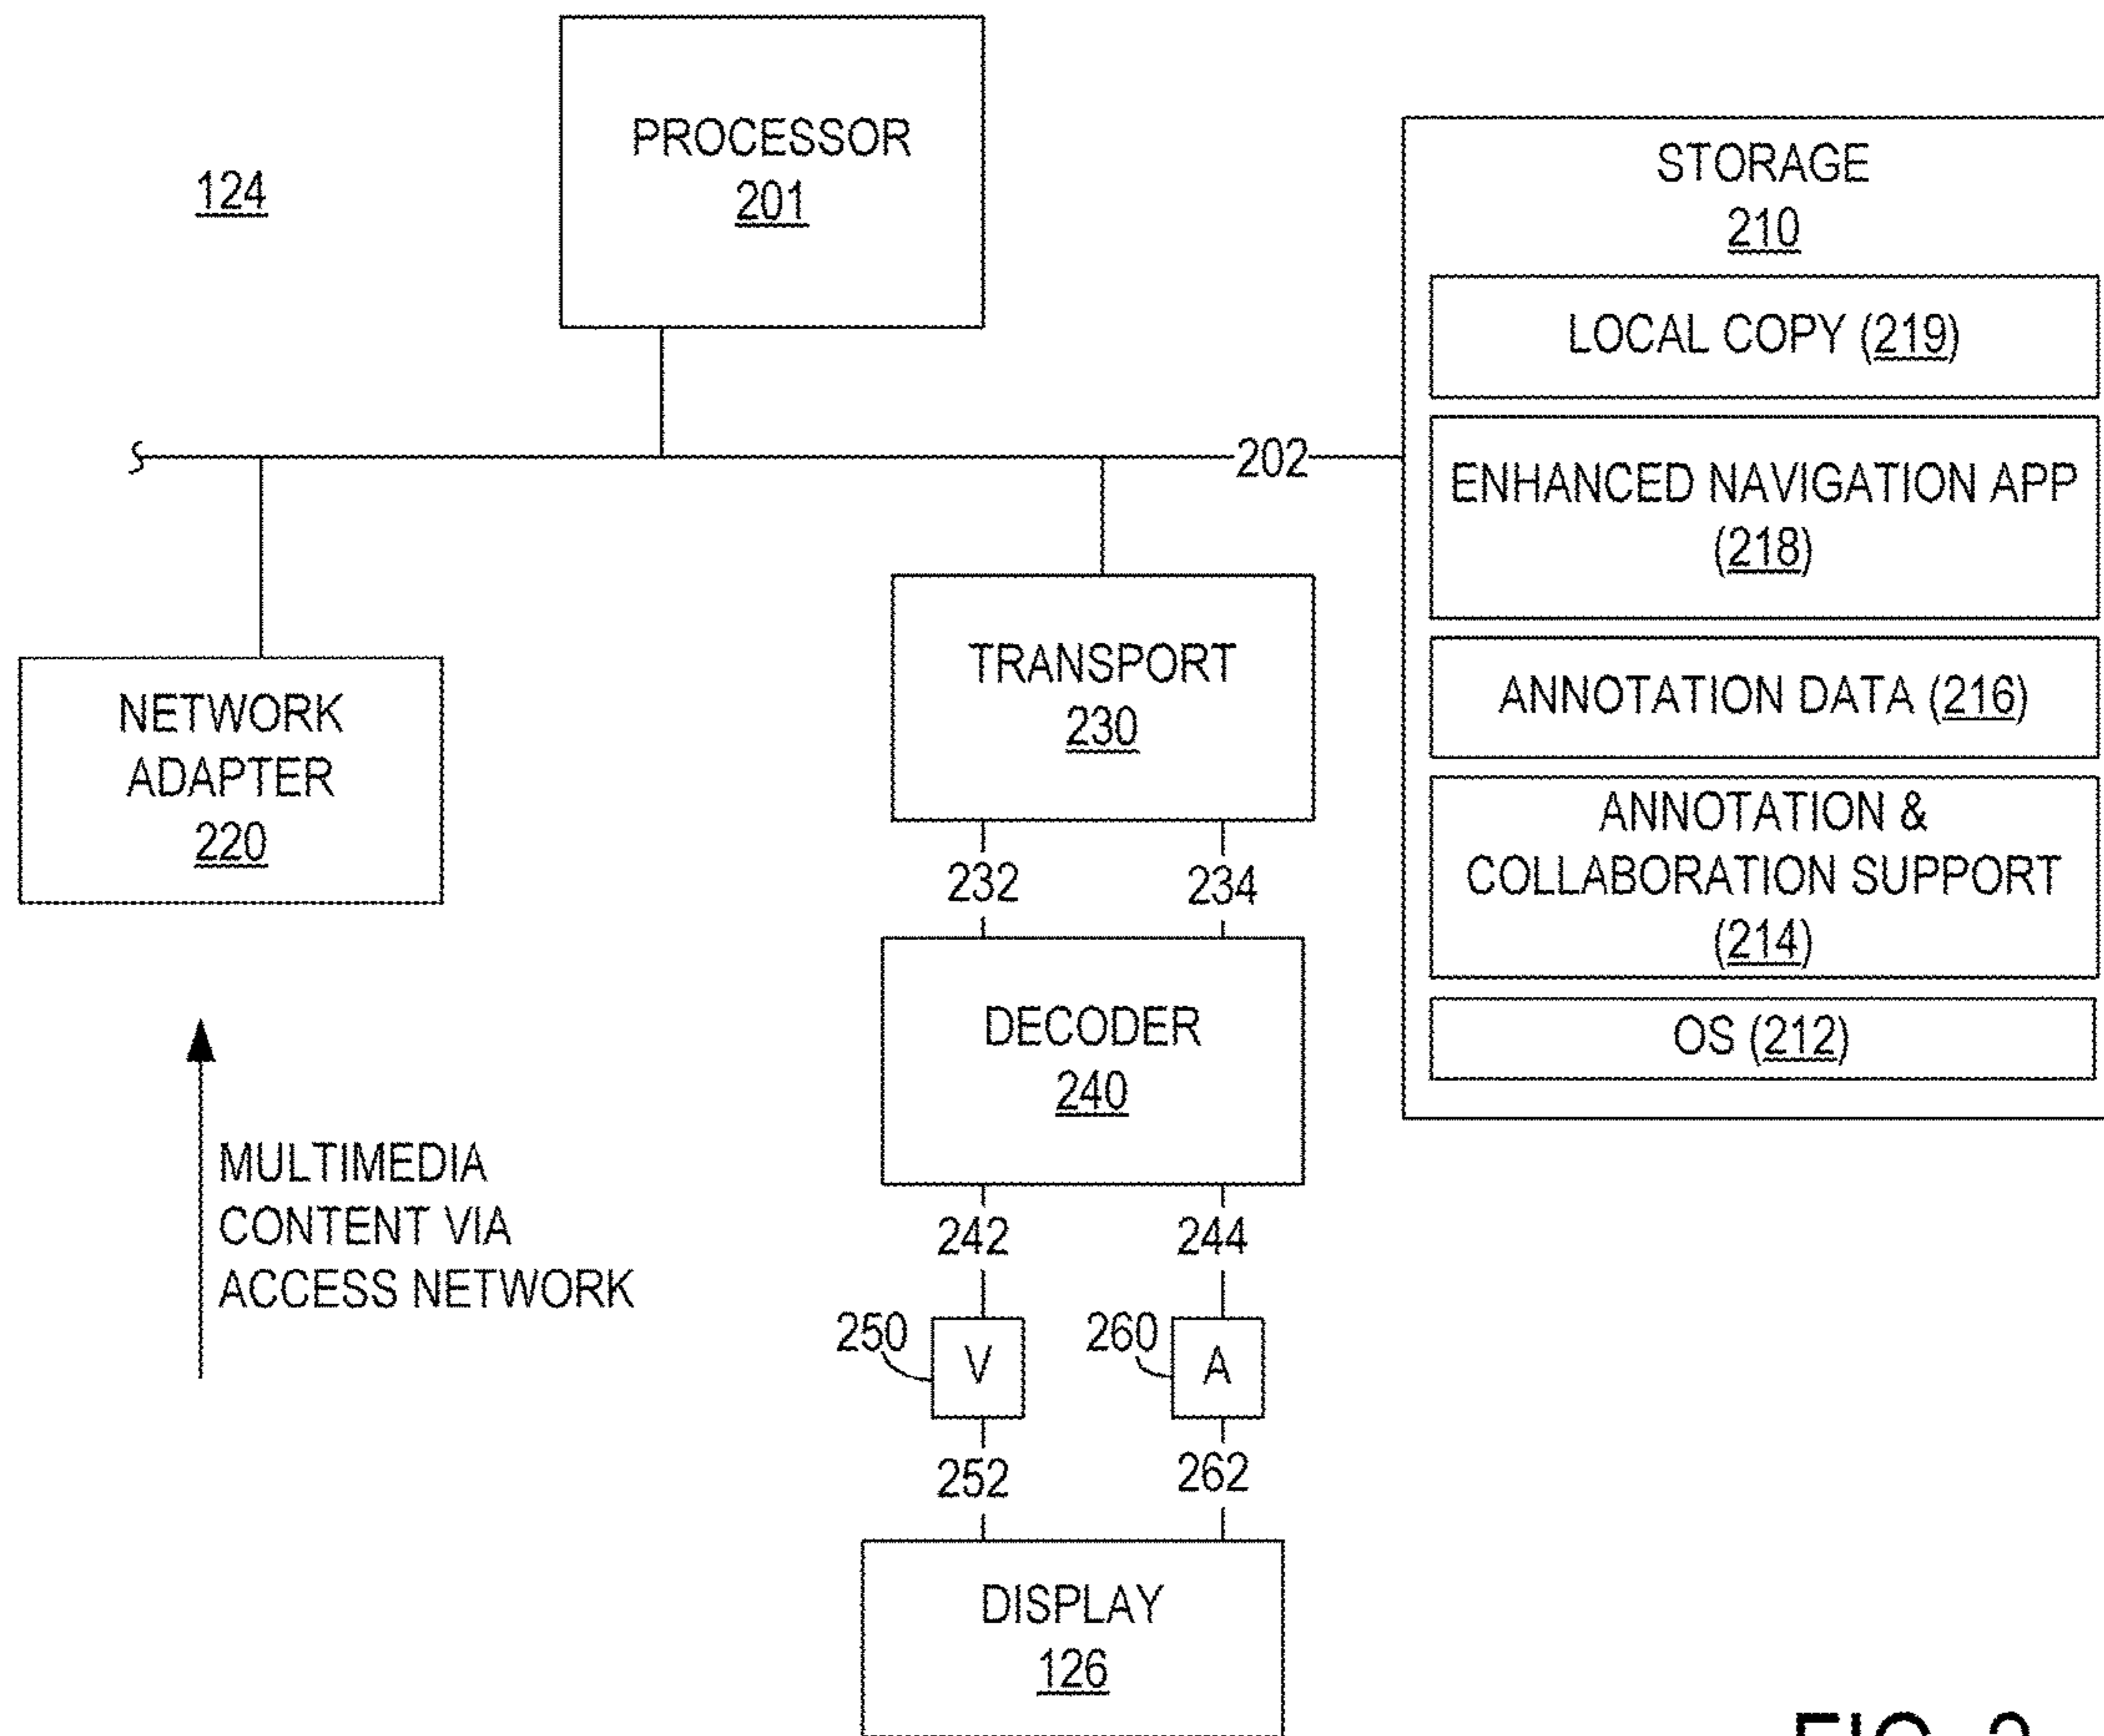 124
PROCESSOR
201
STORAGE
210
LOCAL COPY (219)
ENHANCED NAVIGATION APP
(218)
ANNOTATION DATA (216)
ANNOTATION &
COLLABORATION SUPPORT
(214)
OS (212)
202
NETWORK
ADAPTER
220
TRANSPORT
230
232
234
DECODER
240
MULTIMEDIA
CONTENT VIA
ACCESS NETWORK
242
244
250
V
260
A
252
262
DISPLAY
126